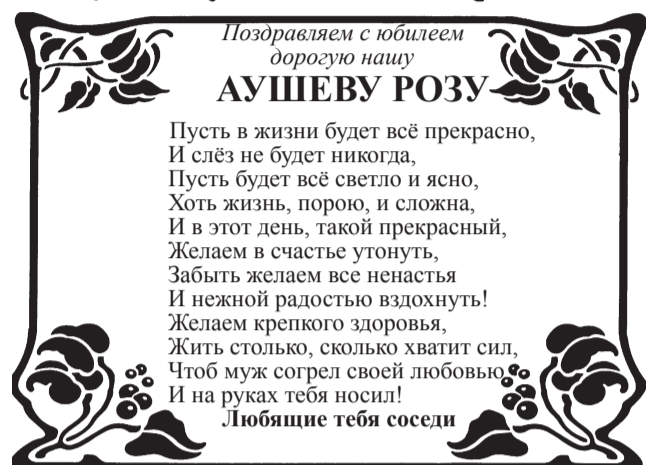 Поздравляем с юбилеем
дорогую нашу
АУШЕВУ РОЗУ
Пусть в жизни будет всё прекрасно,
И слёз не будет никогда,
Пусть будет всё светло и ясно,
Хоть жизнь, порою, и сложна,
И в этот день, такой прекрасный,
Желаем в счастье утонуть,
Забыть желаем все ненастья
И нежной радостью вздохнуть!
Желаем крепкого здоровья,
Жить столько, сколько хватит сил,
Чтоб муж согрел своей любовью
И на руках тебя носил!
Любящие тебя соседи